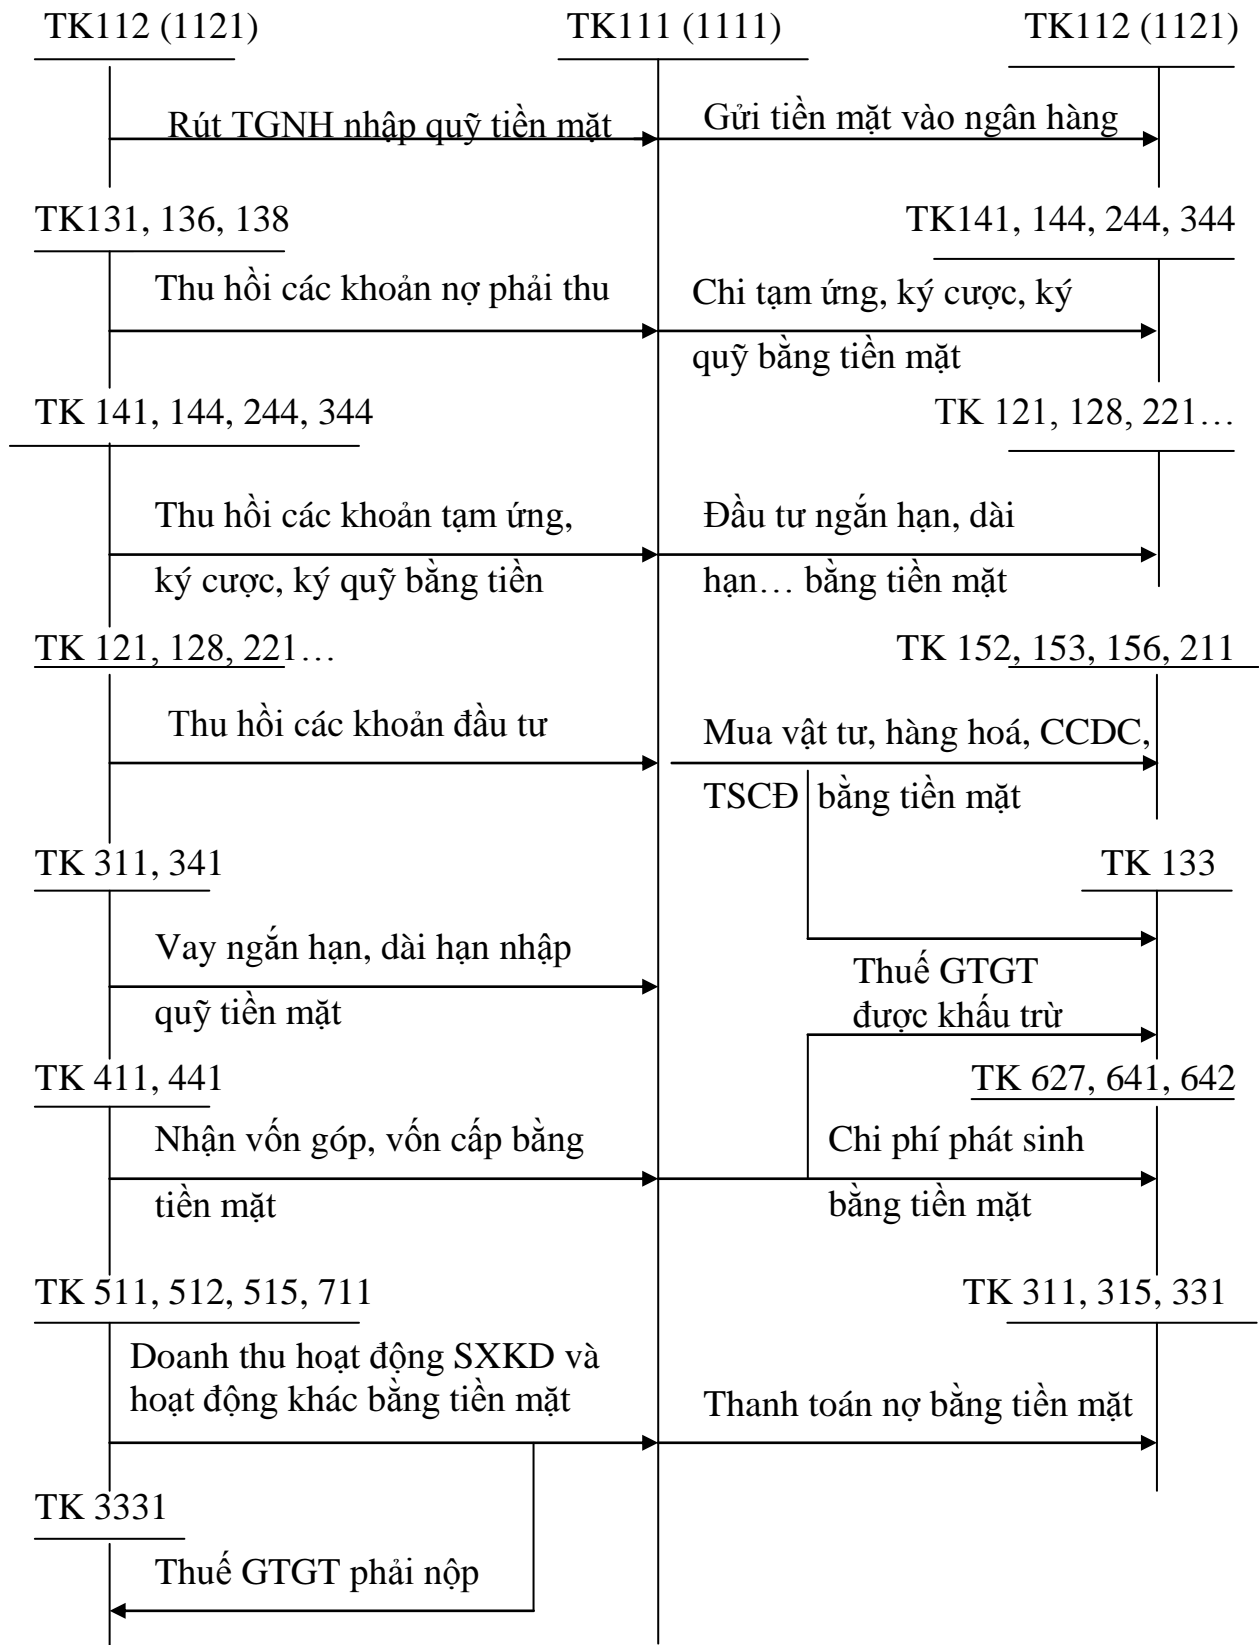 TK112 (1121)
TK111 (1111)
TK112 (1121)
Rút TGNH nhập quỹ tiền mặt
Gửi tiền mặt vào ngân hàng
TK131, 136, 138
TK141, 144, 244, 344
Thu hồi các khoản nợ phải thu
Chi tạm ứng, ký cược, ký
quỹ bằng tiền mặt
TK 141, 144, 244, 344
TK 121, 128, 221…
Thu hồi các khoản tạm ứng,
ký cược, ký quỹ bằng tiền
Đầu tư ngắn hạn, dài
hạn… bằng tiền mặt
TK 121, 128, 221…
TK 152, 153, 156, 211
Thu hồi các khoản đầu tư
Mua vật tư, hàng hoá, CCDC,
TSCĐ bằng tiền mặt
TK 311, 341
TK 133
Vay ngắn hạn, dài hạn nhập
quỹ tiền mặt
Thuế GTGT
được khấu trừ
TK 411, 441
TK 627, 641, 642
Nhận vốn góp, vốn cấp bằng
tiền mặt
Chi phí phát sinh
bằng tiền mặt
TK 511, 512, 515, 711
TK 311, 315, 331
Doanh thu hoạt động SXKD và
hoạt động khác bằng tiền mặt
Thanh toán nợ bằng tiền mặt
TK 3331
Thuế GTGT phải nộp